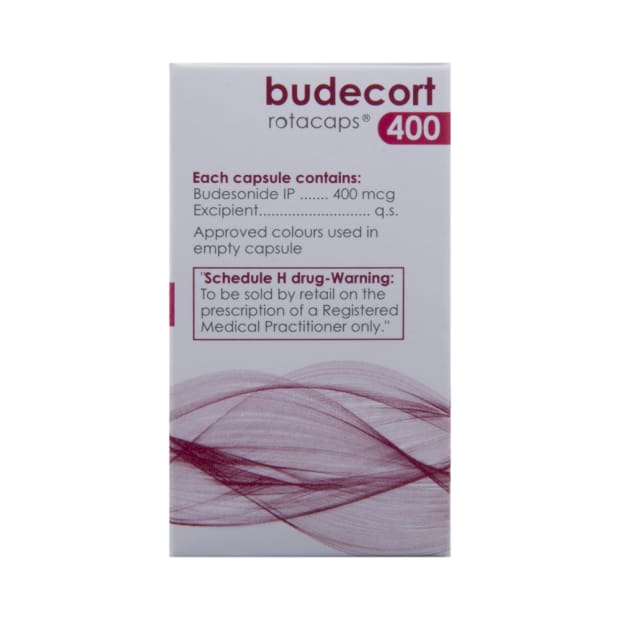 budecort
rotacaps®
400
Each capsule contains:
Budesonide IP ....... 400 mcg
Excipient........................... q.s.
Approved colours used in
empty capsule
"Schedule H drug-Warning:
To be sold by retail on the
prescription of a Registered
Medical Practitioner only."